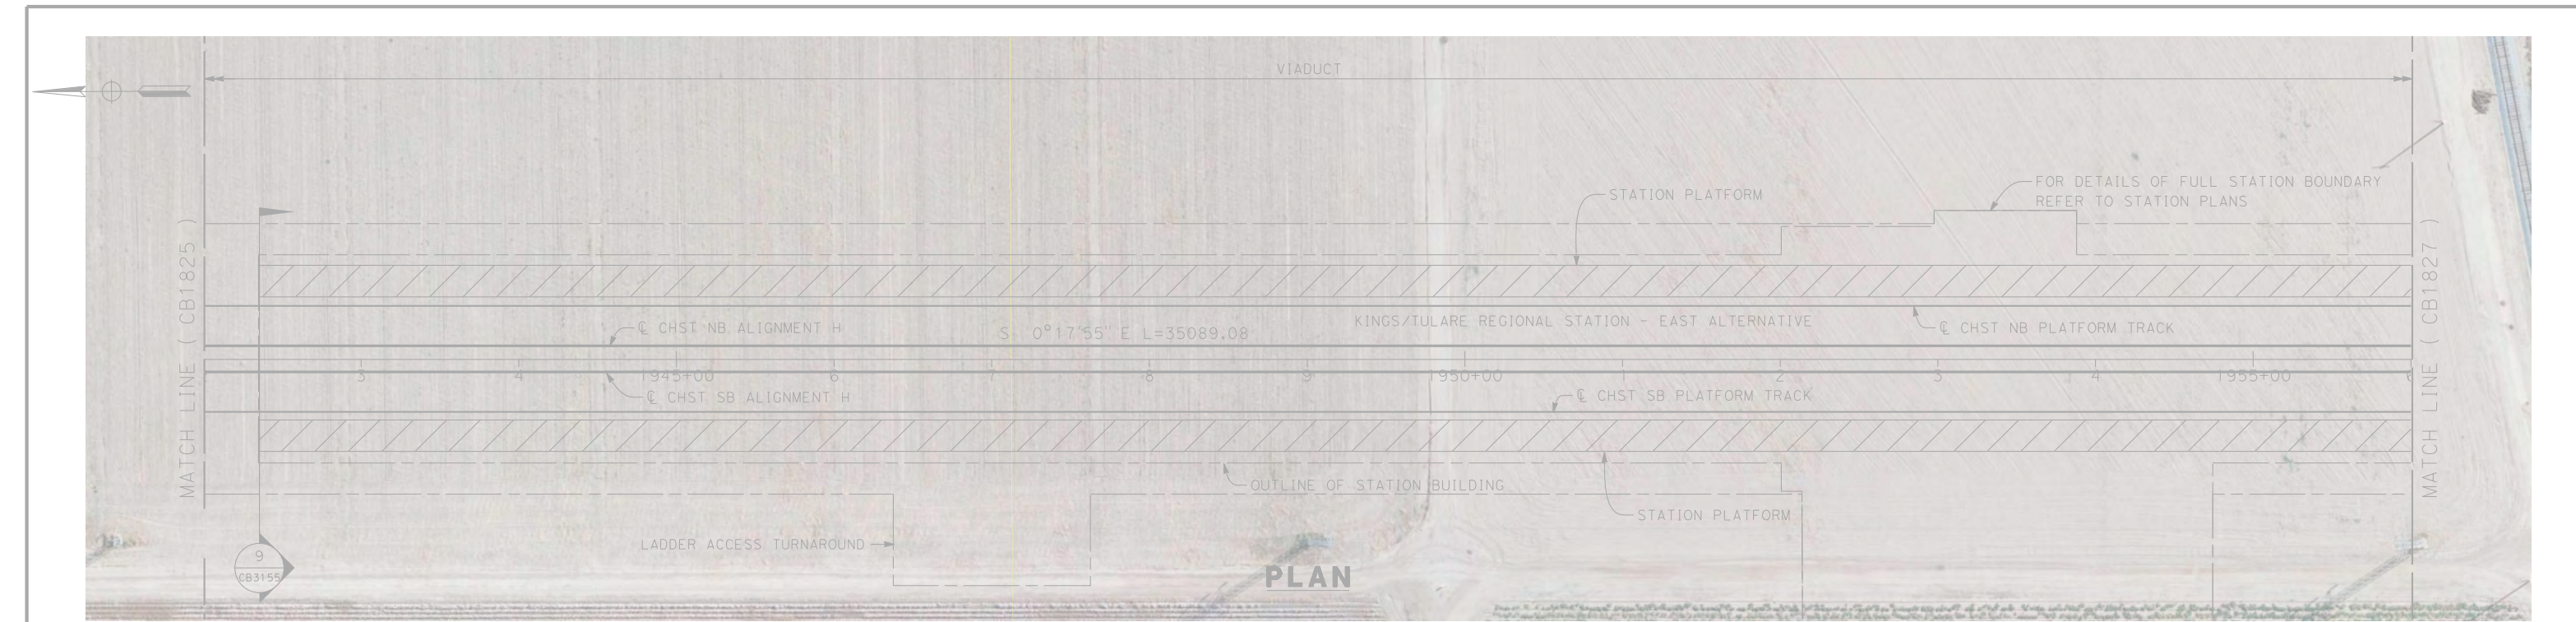 VIADUCT
STATION PLATFORM
FOR DETAILS OF FULL STATION BOUNDARY
REFER TO STATION PLANS
MATCH LINE ( CB1825 )
MATCH LINE ( CB1827 )
℄ CHST NB ALIGNMENT H
S 0°17'55" E L=35089.08
KINGS/TULARE REGIONAL STATION - EAST ALTERNATIVE
℄ CHST NB PLATFORM TRACK
3 4 1945+00 6 7 8 9 1950+00 1 2 3 4 1955+00 6
℄ CHST SB ALIGNMENT H
℄ CHST SB PLATFORM TRACK
OUTLINE OF STATION BUILDING
STATION PLATFORM
LADDER ACCESS TURNAROUND
9
CB3155
PLAN